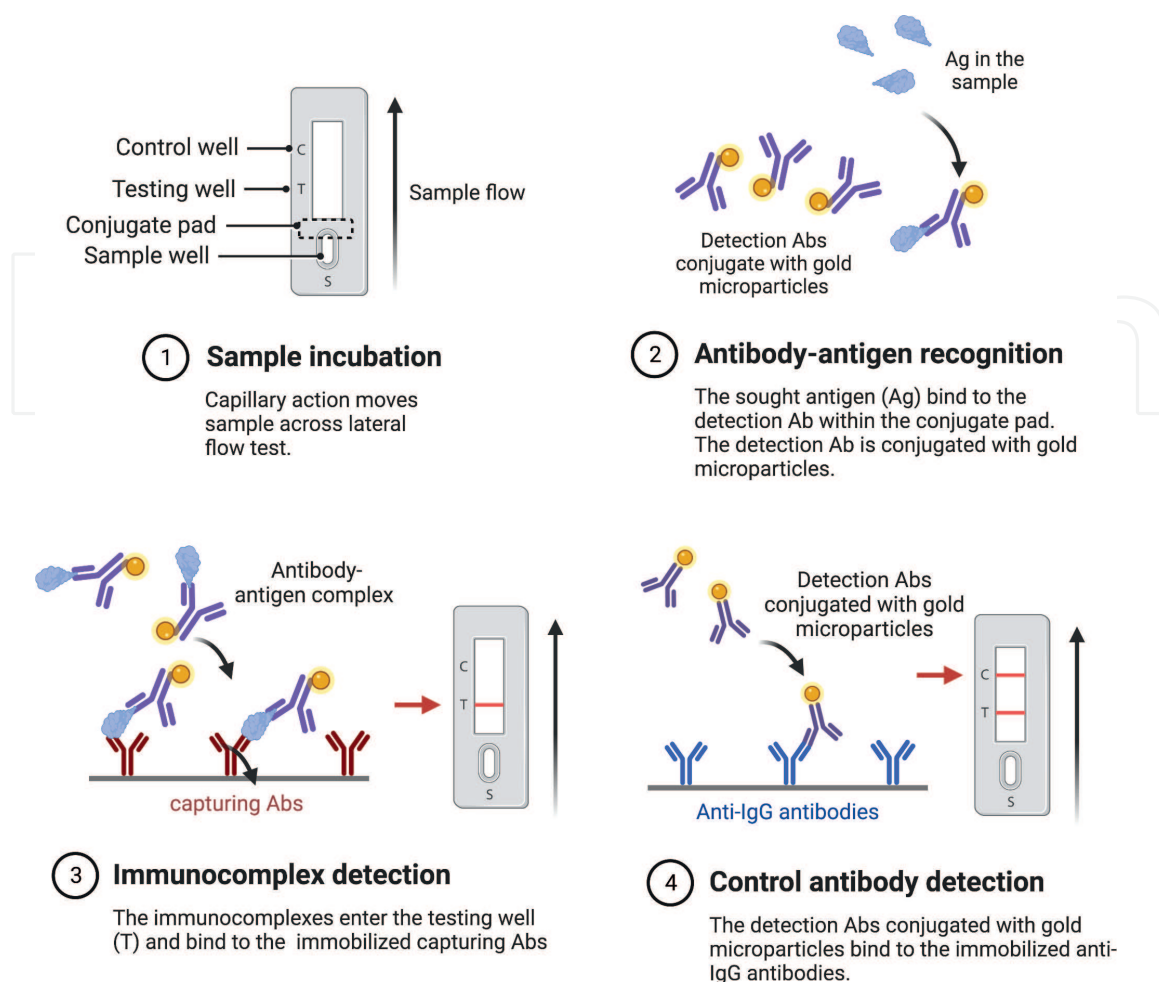 Control well
Testing well
Conjugate pad
Sample well
C
T
S
Sample flow
1 Sample incubation
Capillary action moves
sample across lateral
flow test.
Ag in the
sample
Detection Abs
conjugate with gold
microparticles
2 Antibody-antigen recognition
The sought antigen (Ag) bind to the
detection Ab within the conjugate pad.
The detection Ab is conjugated with gold
microparticles.
Antibody-
antigen complex
capturing Abs
C
T
S
3 Immunocomplex detection
The immunocomplexes enter the testing well
(T) and bind to the immobilized capturing Abs
Detection Abs
conjugated with gold
microparticles
Anti-IgG antibodies
C
T
S
4 Control antibody detection
The detection Abs conjugated with gold
microparticles bind to the immobilized anti-
IgG antibodies.